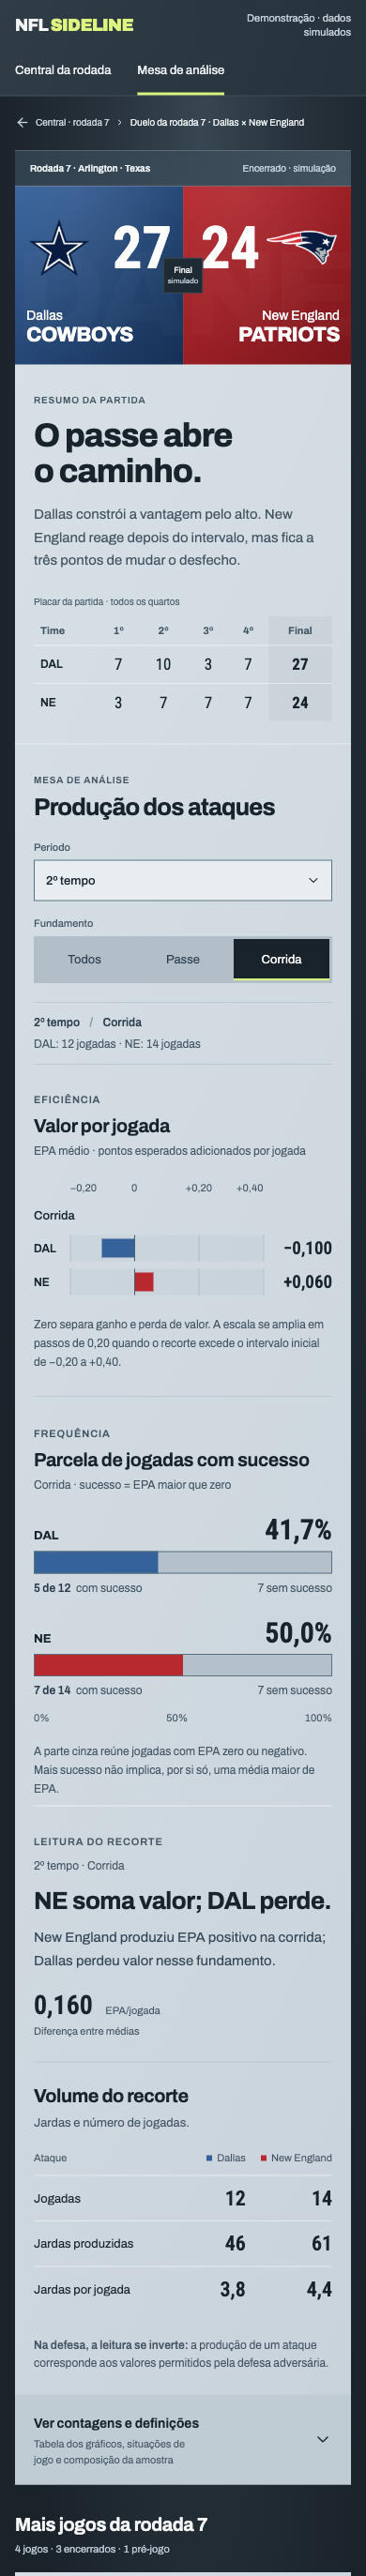 NFL SIDELINE
Demonstração · dados
simulados
Central da rodada
Mesa de análise
Central · rodada 7
Duelo da rodada 7 · Dallas × New England
Rodada 7 · Arlington · Texas
Encerrado · simulação
27
24
Final
simulado
Dallas
COWBOYS
New England
PATRIOTS
RESUMO DA PARTIDA
O passe abre
o caminho.
Dallas constrói a vantagem pelo alto. New
England reage depois do intervalo, mas fica a
três pontos de mudar o desfecho.
Placar da partida · todos os quartos
Time 1º 2º 3º 4º Final
DAL 7 10 3 7 27
NE 3 7 7 7 24
MESA DE ANÁLISE
Produção dos ataques
Período
2º tempo
Fundamento
Todos Passe Corrida
2º tempo / Corrida
DAL: 12 jogadas · NE: 14 jogadas
EFICIÊNCIA
Valor por jogada
EPA médio · pontos esperados adicionados por jogada
−0,20 0 +0,20 +0,40
Corrida
DAL −0,100
NE +0,060
Zero separa ganho e perda de valor. A escala se amplia em
passos de 0,20 quando o recorte excede o intervalo inicial
de −0,20 a +0,40.
FREQUÊNCIA
Parcela de jogadas com sucesso
Corrida · sucesso = EPA maior que zero
DAL 41,7%
5 de 12 com sucesso 7 sem sucesso
NE 50,0%
7 de 14 com sucesso 7 sem sucesso
0% 50% 100%
A parte cinza reúne jogadas com EPA zero ou negativo.
Mais sucesso não implica, por si só, uma média maior de
EPA.
LEITURA DO RECORTE
2º tempo · Corrida
NE soma valor; DAL perde.
New England produziu EPA positivo na corrida;
Dallas perdeu valor nesse fundamento.
0,160 EPA/jogada
Diferença entre médias
Volume do recorte
Jardas e número de jogadas.
Ataque Dallas New England
Jogadas 12 14
Jardas produzidas 46 61
Jardas por jogada 3,8 4,4
Na defesa, a leitura se inverte: a produção de um ataque
corresponde aos valores permitidos pela defesa adversária.
Ver contagens e definições
Tabela dos gráficos, situações de
jogo e composição da amostra
Mais jogos da rodada 7
4 jogos · 3 encerrados · 1 pré-jogo